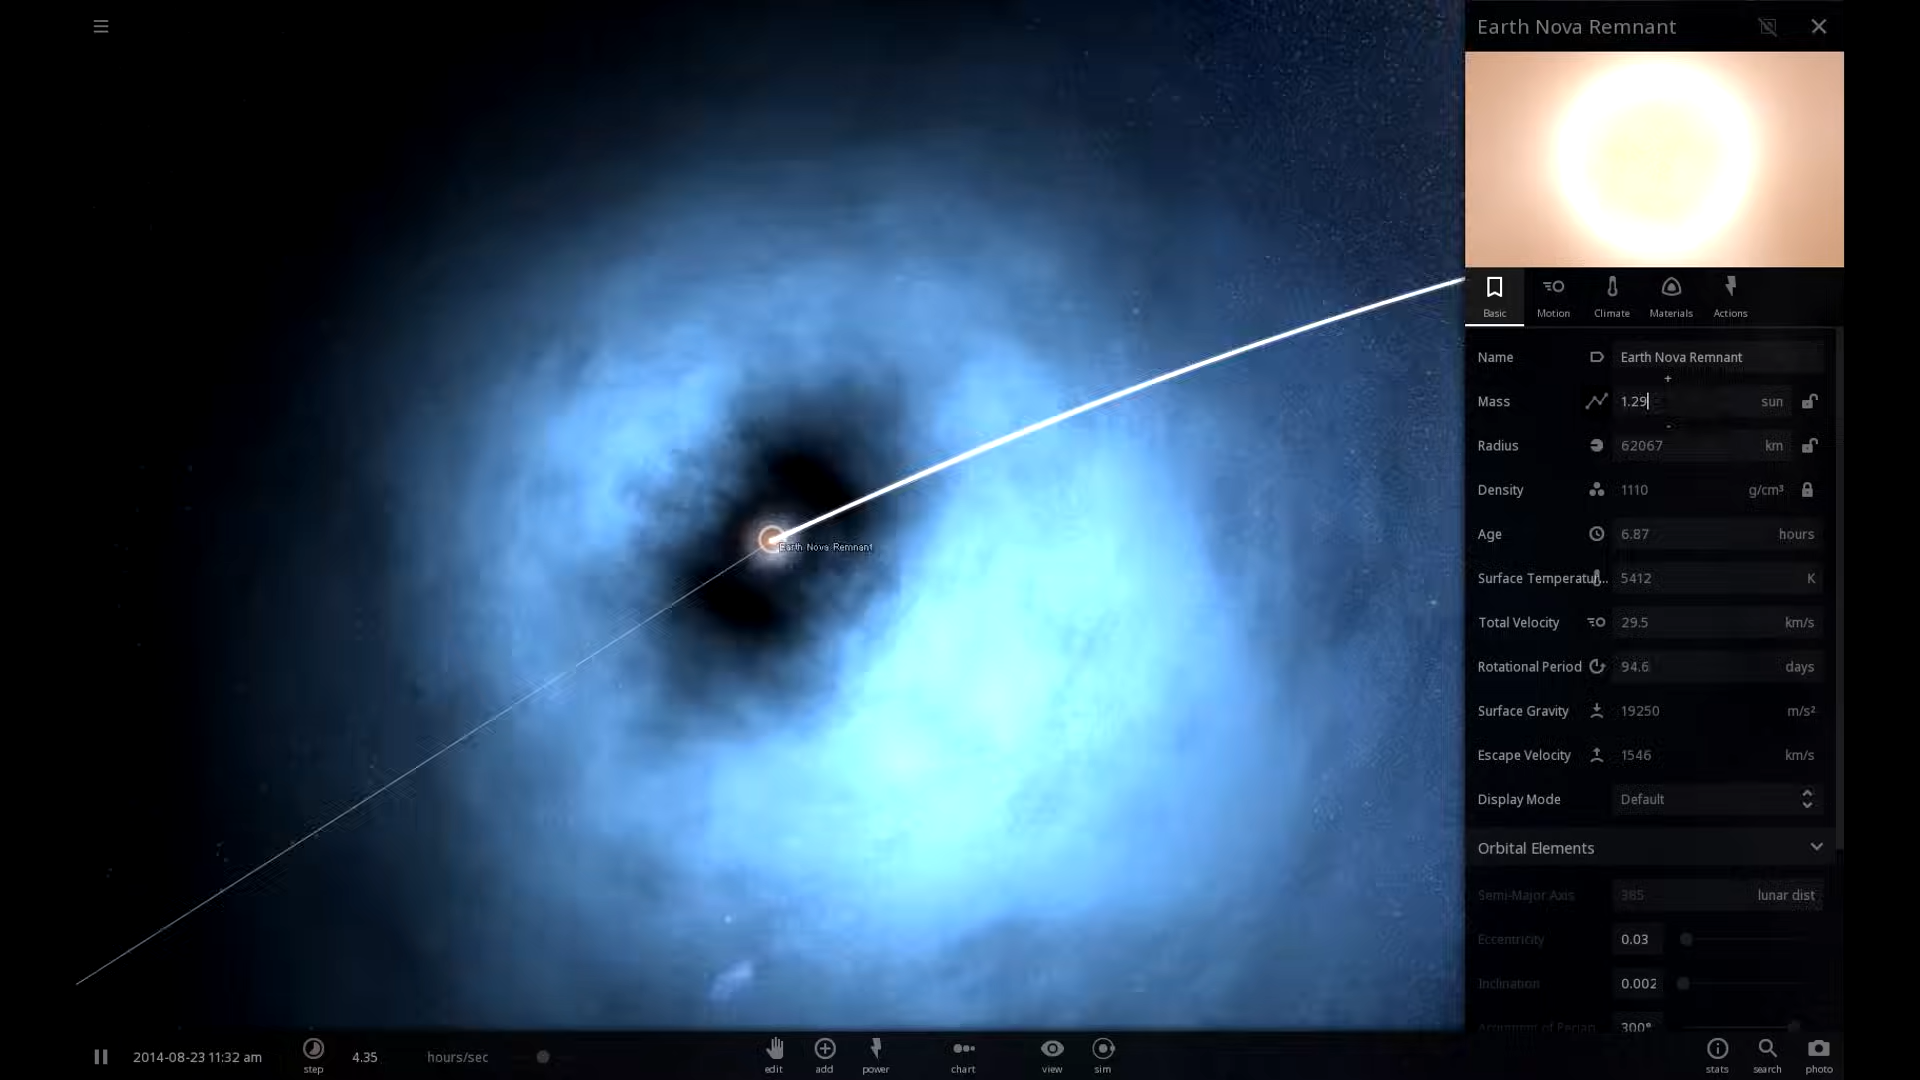 Earth Nova Remnant
Basic Motion Climate Materials Actions
Name Earth Nova Remnant
+
Mass 1.29 sun
-
Radius 62067 km
Density 1110 g/cm³
Age 6.87 hours
Surface Temperatur... 5412 K
Total Velocity 29.5 km/s
Rotational Period 94.6 days
Surface Gravity 19250 m/s²
Escape Velocity 1546 km/s
Display Mode Default
Orbital Elements
Semi-Major Axis 385 lunar dist
Eccentricity 0.03
Inclination 0.002
Argument of Perian 300°
Earth Nova Remnant
2014-08-23 11:32 am
step
4.35 hours/sec
edit add power chart view sim
stats search photo